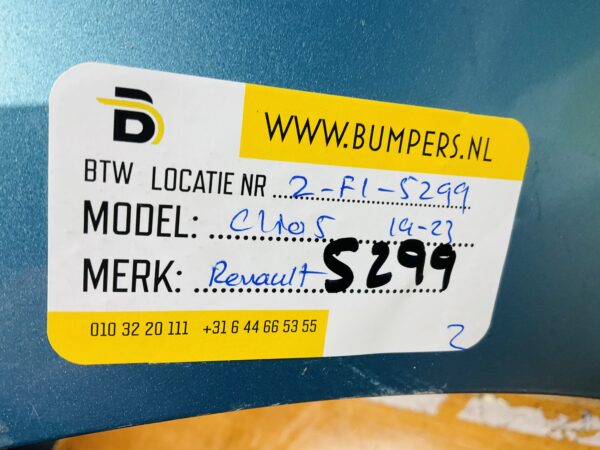 B
WWW.BUMPERS.NL
BTW LOCATIE NR 2-F1-5299
MODEL: Clio 5 19-23
MERK: Renault 5299
010 32 20 111 +31 6 44 66 53 55
2